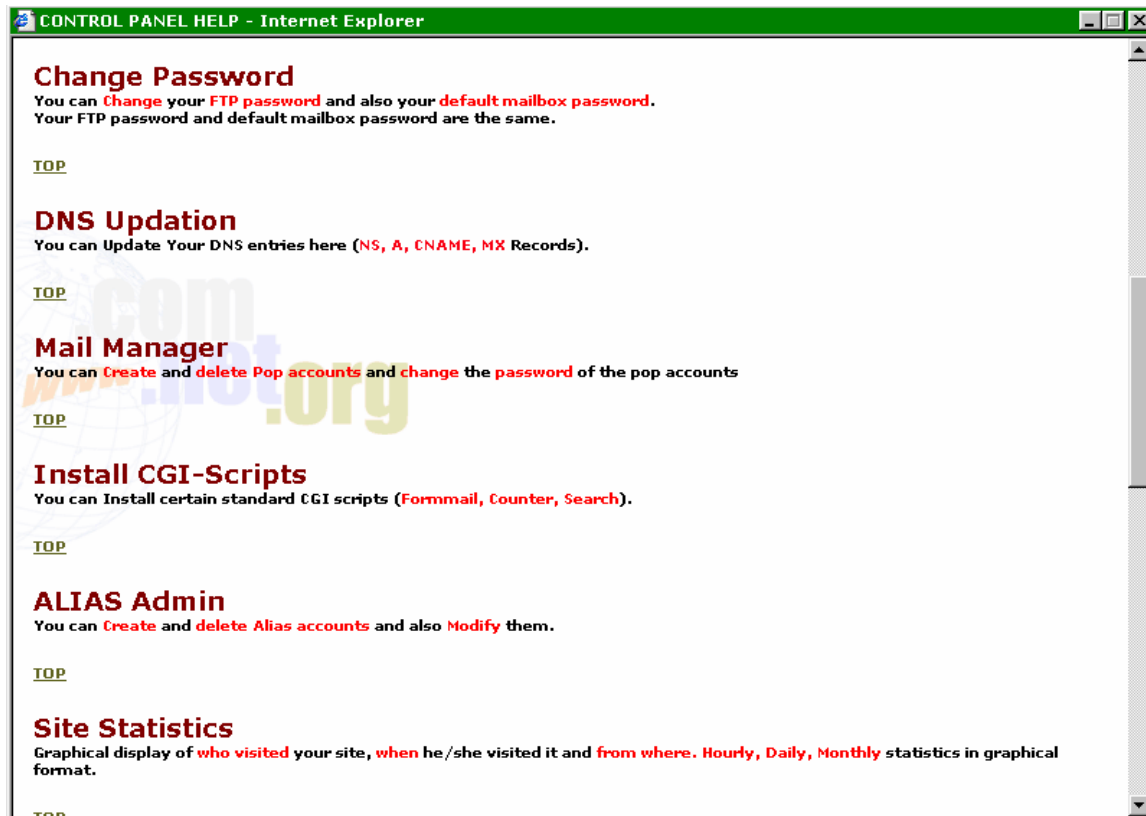 CONTROL PANEL HELP - Internet Explorer
Change Password
You can Change your FTP password and also your default mailbox password.
Your FTP password and default mailbox password are the same.
TOP
DNS Updation
You can Update Your DNS entries here (NS, A, CNAME, MX Records).
TOP
.com
Mail Manager
You can Create and delete Pop accounts and change the password of the pop accounts
www .net .org
TOP
Install CGI-Scripts
You can Install certain standard CGI scripts (Formmail, Counter, Search).
TOP
ALIAS Admin
You can Create and delete Alias accounts and also Modify them.
TOP
Site Statistics
Graphical display of who visited your site, when he/she visited it and from where. Hourly, Daily, Monthly statistics in graphical
format.
TOP